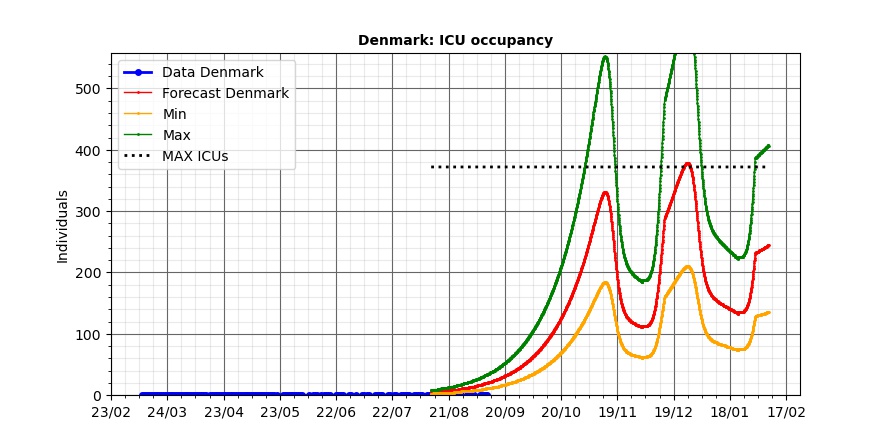 Denmark: ICU occupancy
Data Denmark
Forecast Denmark
Min
Max
MAX ICUs
Individuals
500
400
300
200
100
0
23/02 24/03 23/04 23/05 22/06 22/07 21/08 20/09 20/10 19/11 19/12 18/01 17/02